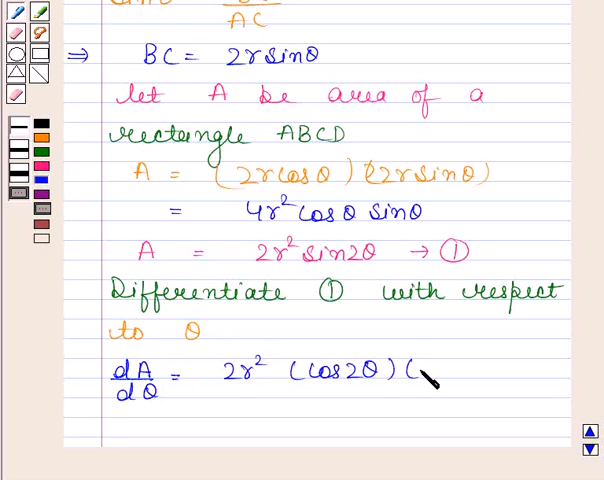 AC
⇒ BC = 2r sinθ
let A be area of a
rectangle ABCD
A = (2r cosθ) (2r sinθ)
= 4r² cosθ sinθ
A = 2r² sin2θ → ①
Differentiate ① with respect
to θ
dA/dθ = 2r² (cos2θ) (